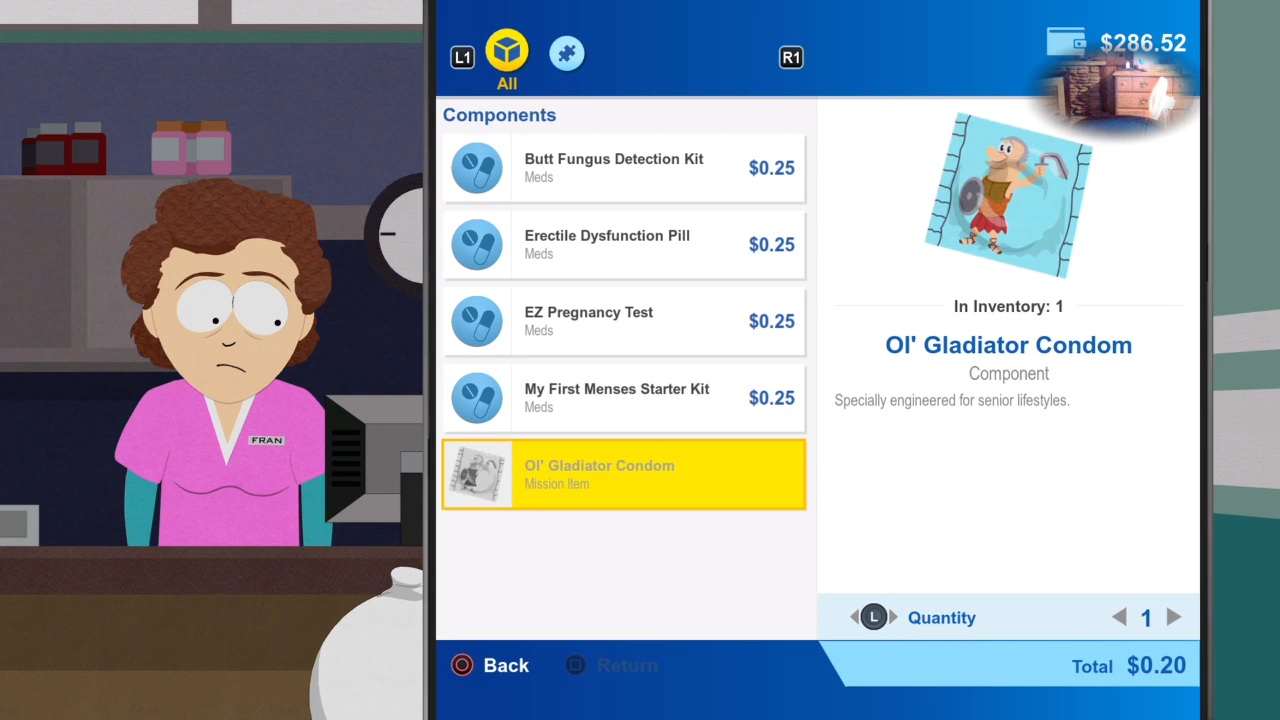 L1
All
R1
$286.52
Components
Butt Fungus Detection Kit
Meds
$0.25
Erectile Dysfunction Pill
Meds
$0.25
EZ Pregnancy Test
Meds
$0.25
My First Menses Starter Kit
Meds
$0.25
Ol' Gladiator Condom
Mission Item
In Inventory: 1
Ol' Gladiator Condom
Component
Specially engineered for senior lifestyles.
FRAN
L Quantity 1
Back
Return
Total $0.20